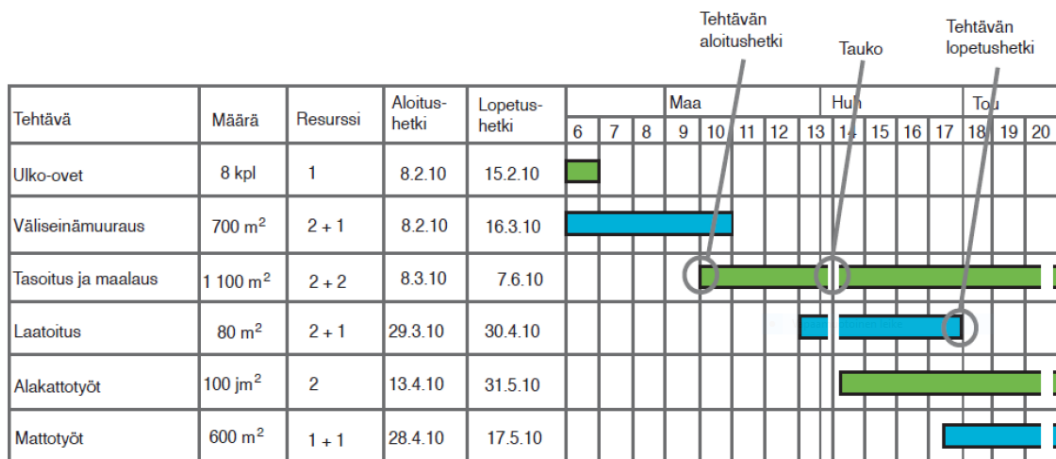 Tehtävän
aloitushetki
Tauko
Tehtävän
lopetushetki
Tehtävä Määrä Resurssi Aloitus-
hetki Lopetus-
hetki Maa Huh Tou
6 7 8 9 10 11 12 13 14 15 16 17 18 19 20
Ulko-ovet 8 kpl 1 8.2.10 15.2.10
Väliseinämuuraus 700 m² 2 + 1 8.2.10 16.3.10
Tasoitus ja maalaus 1 100 m² 2 + 2 8.3.10 7.6.10
Laatoitus 80 m² 2 + 1 29.3.10 30.4.10
Alakattotyöt 100 jm² 2 13.4.10 31.5.10
Mattotyöt 600 m² 1 + 1 28.4.10 17.5.10